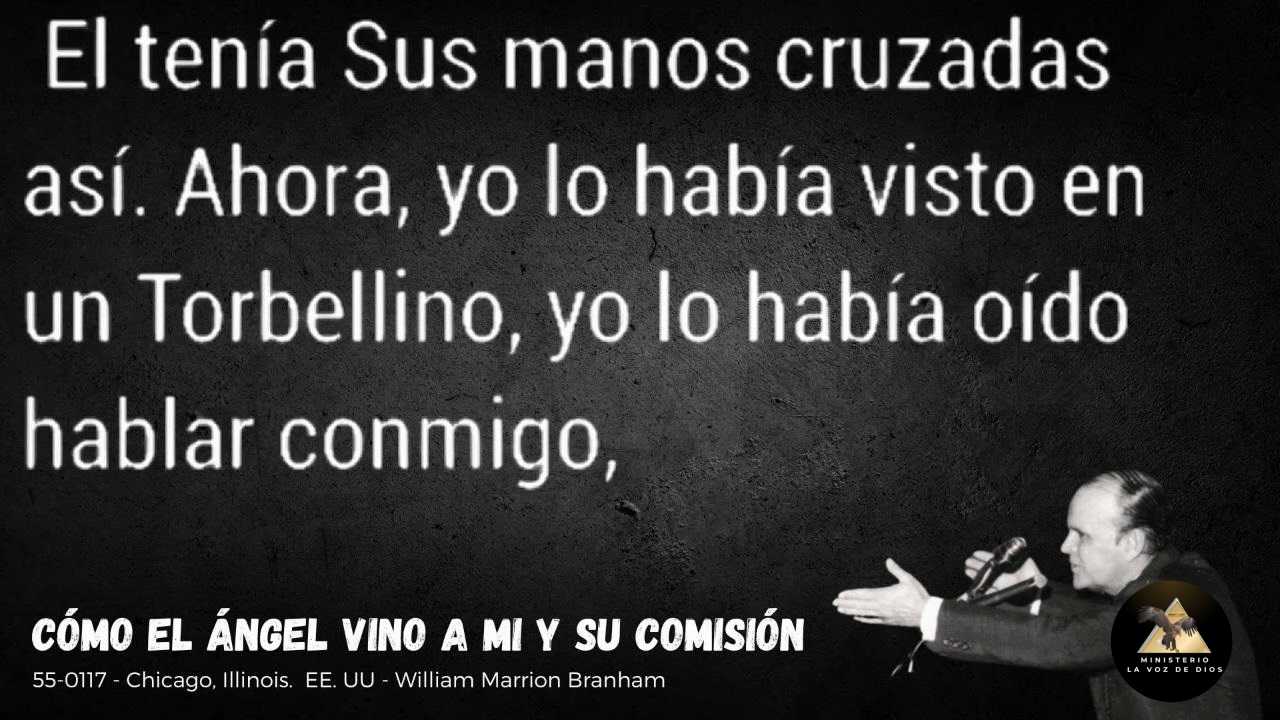 El tenía Sus manos cruzadas
así. Ahora, yo lo había visto en
un Torbellino, yo lo había oído
hablar conmigo,
CÓMO EL ÁNGEL VINO A MI Y SU COMISIÓN
55-0117 - Chicago, Illinois. EE. UU - William Marrion Branham
MINISTERIO
LA VOZ DE DIOS